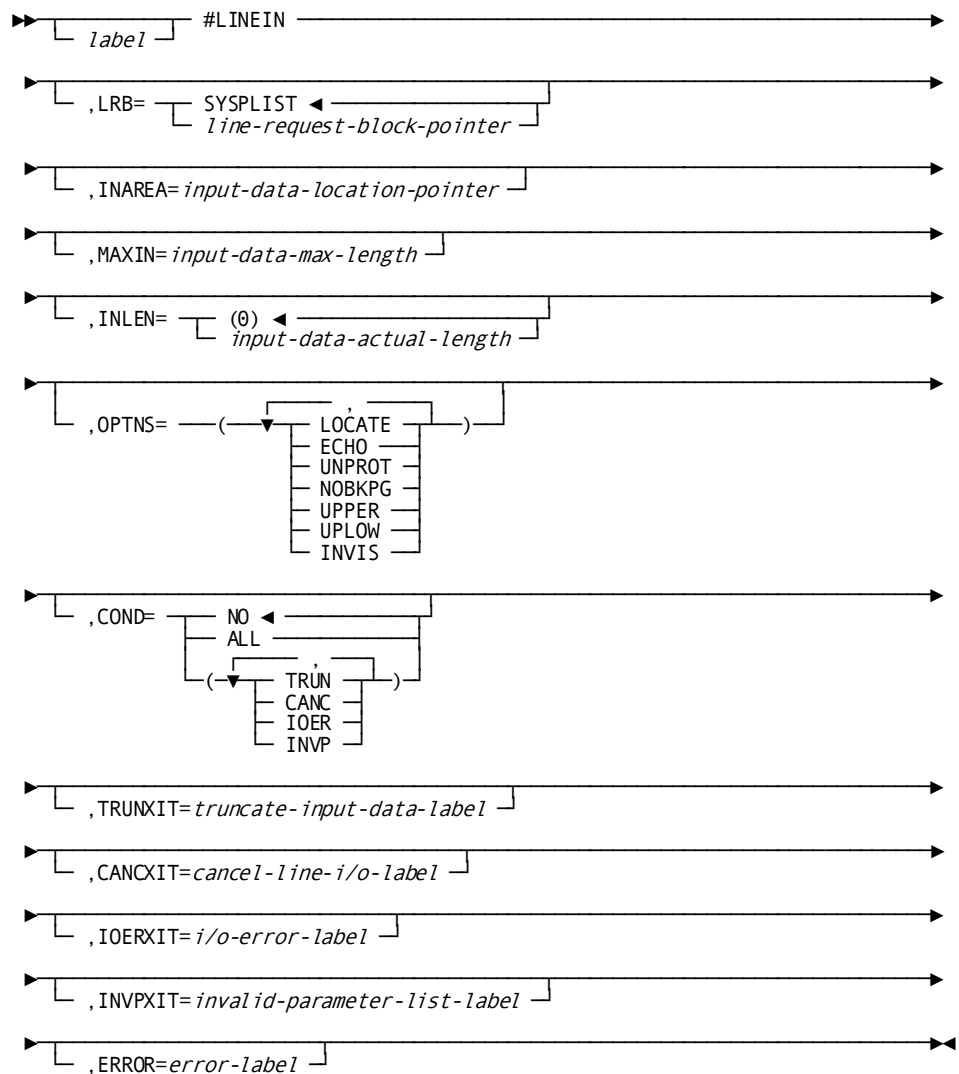 #LINEIN
label
,LRB= SYSPLIST
line-request-block-pointer
,INAREA=input-data-location-pointer
,MAXIN=input-data-max-length
,INLEN= (0)
input-data-actual-length
,
,OPTNS= ( LOCATE )
ECHO
UNPROT
NOBKPG
UPPER
UPLOW
INVIS
,COND= NO
ALL
,
( TRUN )
CANC
IOER
INVP
,TRUNXIT=truncate-input-data-label
,CANCXIT=cancel-line-i/o-label
,IOERXIT=i/o-error-label
,INVPXIT=invalid-parameter-list-label
,ERROR=error-label